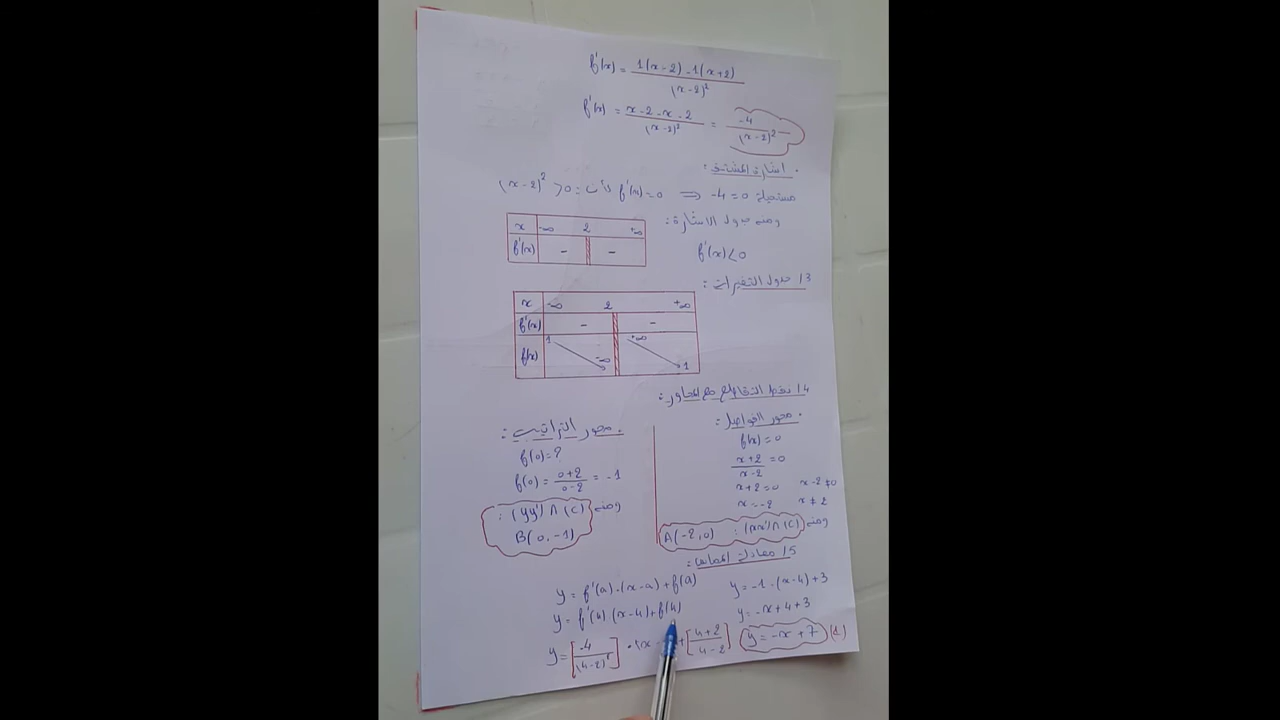 f'(x) = 1(x-2) - 1(x+2) / (x-2)²
f'(x) = x-2-x-2 / (x-2)² = -4 / (x-2)²
. اشارة المشتق :
f'(x)=0 ⟹ -4=0 مستحيلة لأن : (x-2)² >0
ومنه جدول الاشارة :
f'(x)<0
x -∞ 2 +∞
f'(x) - -
13 جدول التغيرات :
x -∞ 2 +∞
f'(x) - -
f(x) 1 -∞ +∞ 1
14 نقط التقاطع مع المحاور :
. محور الفواصل :
f(x)=0
x+2 / x-2 =0
x+2=0 x-2≠0
x=-2 x≠2
ومنه (xx')∩(C) :
A(-2,0)
. محور التراتيب :
f(0)=?
f(0)= 0+2 / 0-2 = -1
ومنه (yy')∩(C) :
B(0,-1)
15 معادلة المماس :
y = f'(a)·(x-a)+f(a)
y = f'(4)(x-4)+f(4)
y = [-4 / (4-2)²] ·(x + [4+2 / 4-2]
y = -1·(x-4)+3
y = -x+4+3
y = -x+7 (1)